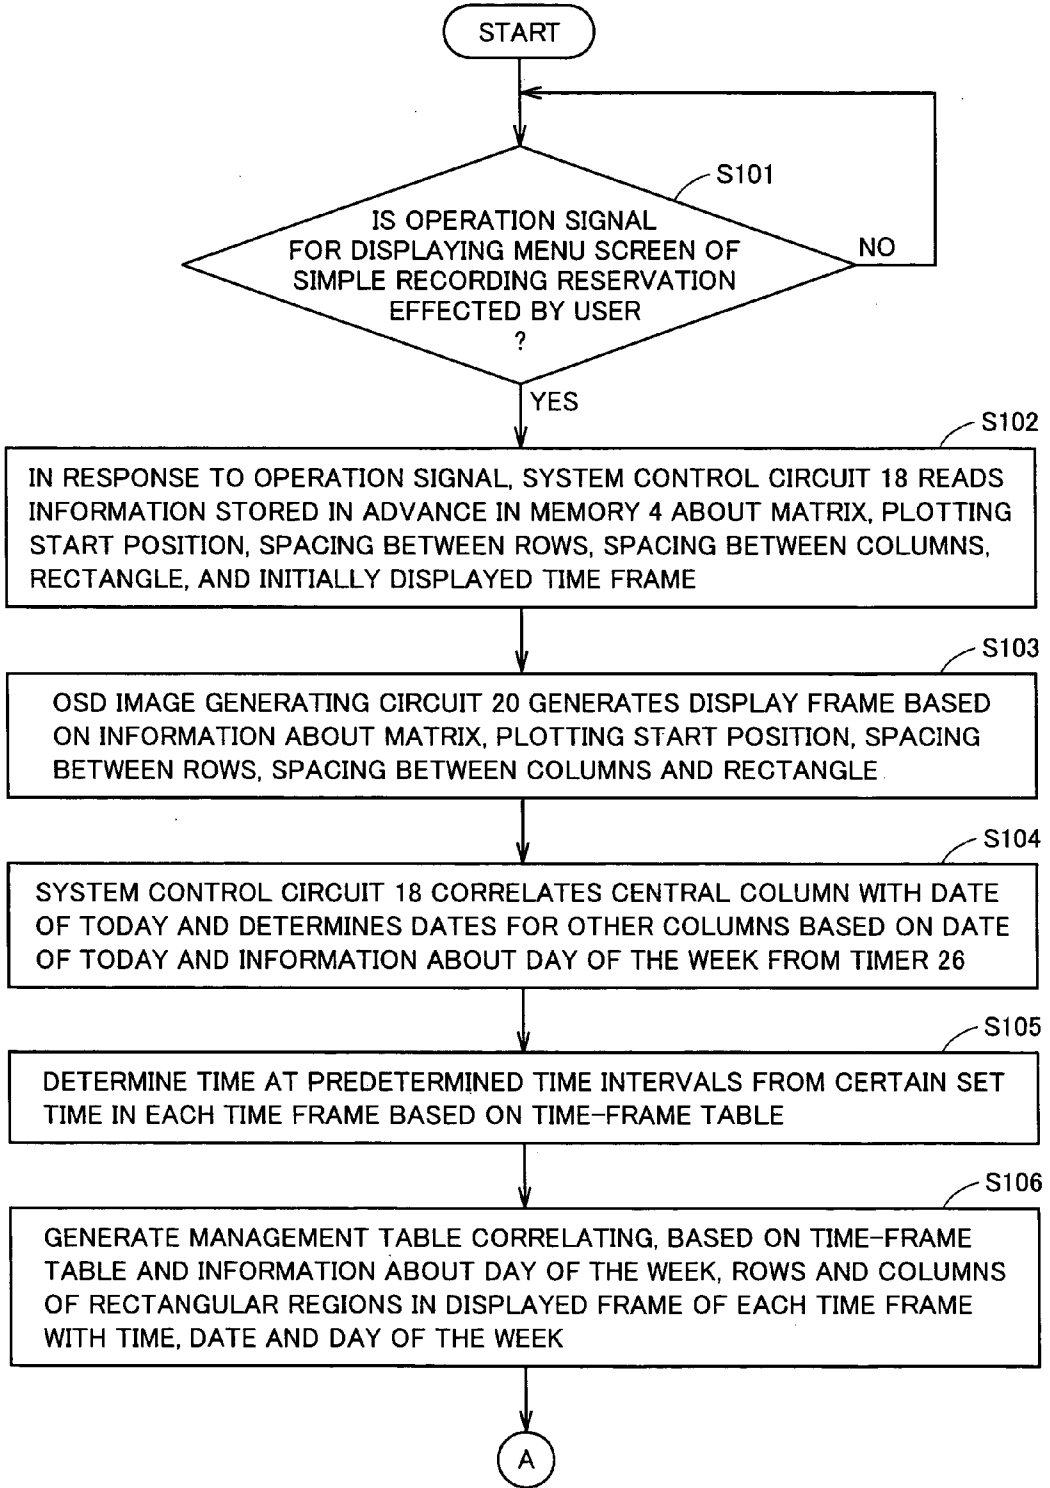 START
S101
IS OPERATION SIGNAL
FOR DISPLAYING MENU SCREEN OF
SIMPLE RECORDING RESERVATION
EFFECTED BY USER
?
NO
YES
S102
IN RESPONSE TO OPERATION SIGNAL, SYSTEM CONTROL CIRCUIT 18 READS
INFORMATION STORED IN ADVANCE IN MEMORY 4 ABOUT MATRIX, PLOTTING
START POSITION, SPACING BETWEEN ROWS, SPACING BETWEEN COLUMNS,
RECTANGLE, AND INITIALLY DISPLAYED TIME FRAME
S103
OSD IMAGE GENERATING CIRCUIT 20 GENERATES DISPLAY FRAME BASED
ON INFORMATION ABOUT MATRIX, PLOTTING START POSITION, SPACING
BETWEEN ROWS, SPACING BETWEEN COLUMNS AND RECTANGLE
S104
SYSTEM CONTROL CIRCUIT 18 CORRELATES CENTRAL COLUMN WITH DATE
OF TODAY AND DETERMINES DATES FOR OTHER COLUMNS BASED ON DATE
OF TODAY AND INFORMATION ABOUT DAY OF THE WEEK FROM TIMER 26
S105
DETERMINE TIME AT PREDETERMINED TIME INTERVALS FROM CERTAIN SET
TIME IN EACH TIME FRAME BASED ON TIME-FRAME TABLE
S106
GENERATE MANAGEMENT TABLE CORRELATING, BASED ON TIME-FRAME
TABLE AND INFORMATION ABOUT DAY OF THE WEEK, ROWS AND COLUMNS
OF RECTANGULAR REGIONS IN DISPLAYED FRAME OF EACH TIME FRAME
WITH TIME, DATE AND DAY OF THE WEEK
A